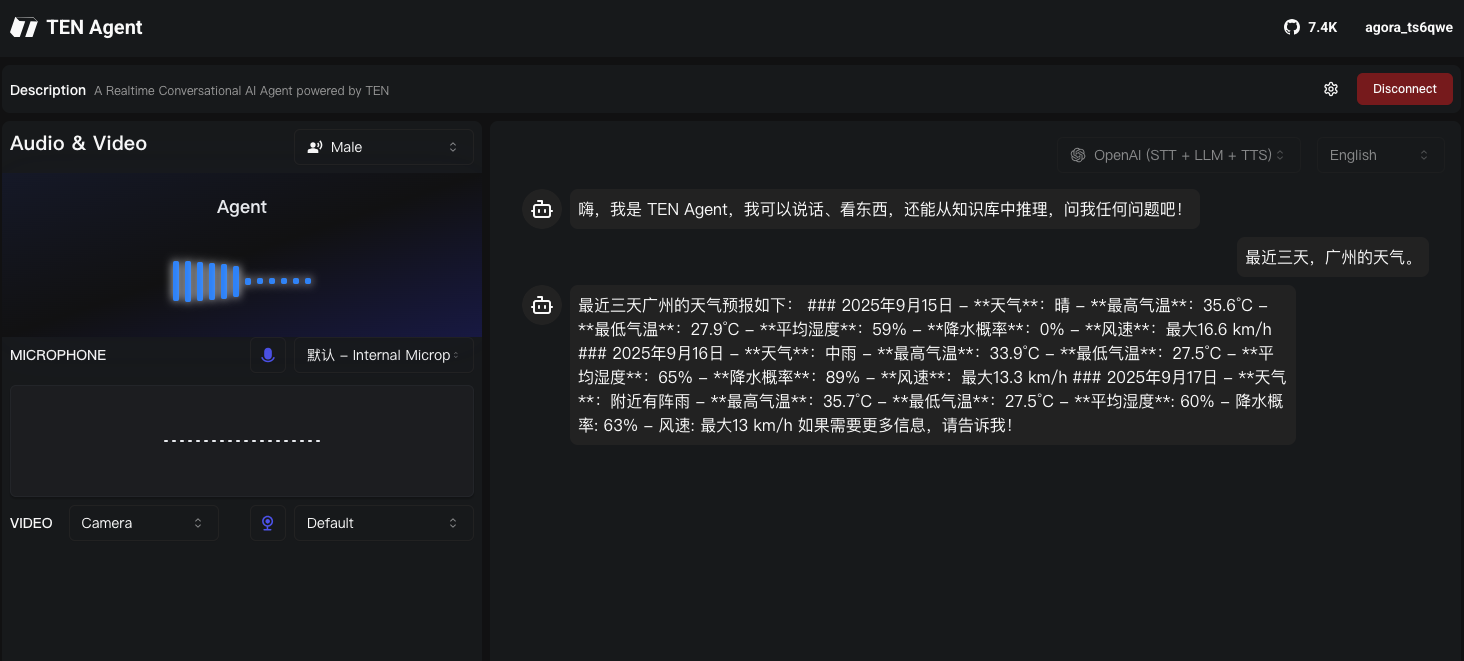 TEN Agent
7.4K
agora_ts6qwe
Description A Realtime Conversational AI Agent powered by TEN
Disconnect
Audio & Video
Male
Agent
MICROPHONE
默认 – Internal Microp
VIDEO
Camera
Default
OpenAI (STT + LLM + TTS)
English
嗨，我是 TEN Agent，我可以说话、看东西，还能从知识库中推理，问我任何问题吧！
最近三天，广州的天气。
最近三天广州的天气预报如下： ### 2025年9月15日 – **天气**：晴 – **最高气温**：35.6°C –
**最低气温**：27.9°C – **平均湿度**：59% – **降水概率**：0% – **风速**：最大16.6 km/h
### 2025年9月16日 – **天气**：中雨 – **最高气温**：33.9°C – **最低气温**：27.5°C – **平
均湿度**：65% – **降水概率**：89% – **风速**：最大13.3 km/h ### 2025年9月17日 – **天气
**：附近有阵雨 – **最高气温**：35.7°C – **最低气温**：27.5°C – **平均湿度**: 60% – 降水概
率: 63% – 风速: 最大13 km/h 如果需要更多信息，请告诉我！